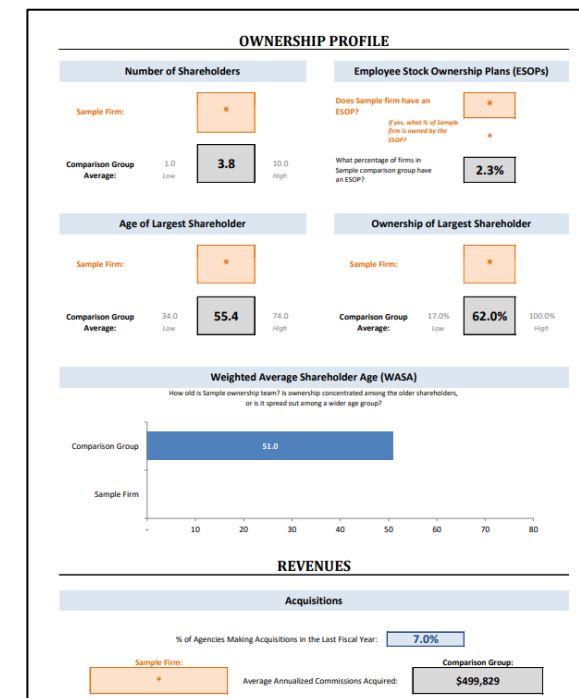 OWNERSHIP PROFILE
Number of Shareholders
Sample Firm:
*
Comparison Group
Average:
1.0
Low
3.8
10.0
High
Employee Stock Ownership Plans (ESOPs)
Does Sample firm have an
ESOP?
*
If yes, what % of Sample
firm is owned by the
ESOP?
*
What percentage of firms in
Sample comparison group have
an ESOP?
2.3%
Age of Largest Shareholder
Sample Firm:
*
Comparison Group
Average:
34.0
Low
55.4
74.0
High
Ownership of Largest Shareholder
Sample Firm:
*
Comparison Group
Average:
17.0%
Low
62.0%
100.0%
High
Weighted Average Shareholder Age (WASA)
How old is Sample ownership team? Is ownership concentrated among the older shareholders,
or is it spread out among a wider age group?
Comparison Group
51.0
Sample Firm
- 10 20 30 40 50 60 70 80
REVENUES
Acquisitions
% of Agencies Making Acquisitions in the Last Fiscal Year: 7.0%
Sample Firm:
*
Average Annualized Commissions Acquired:
Comparison Group:
$499,829